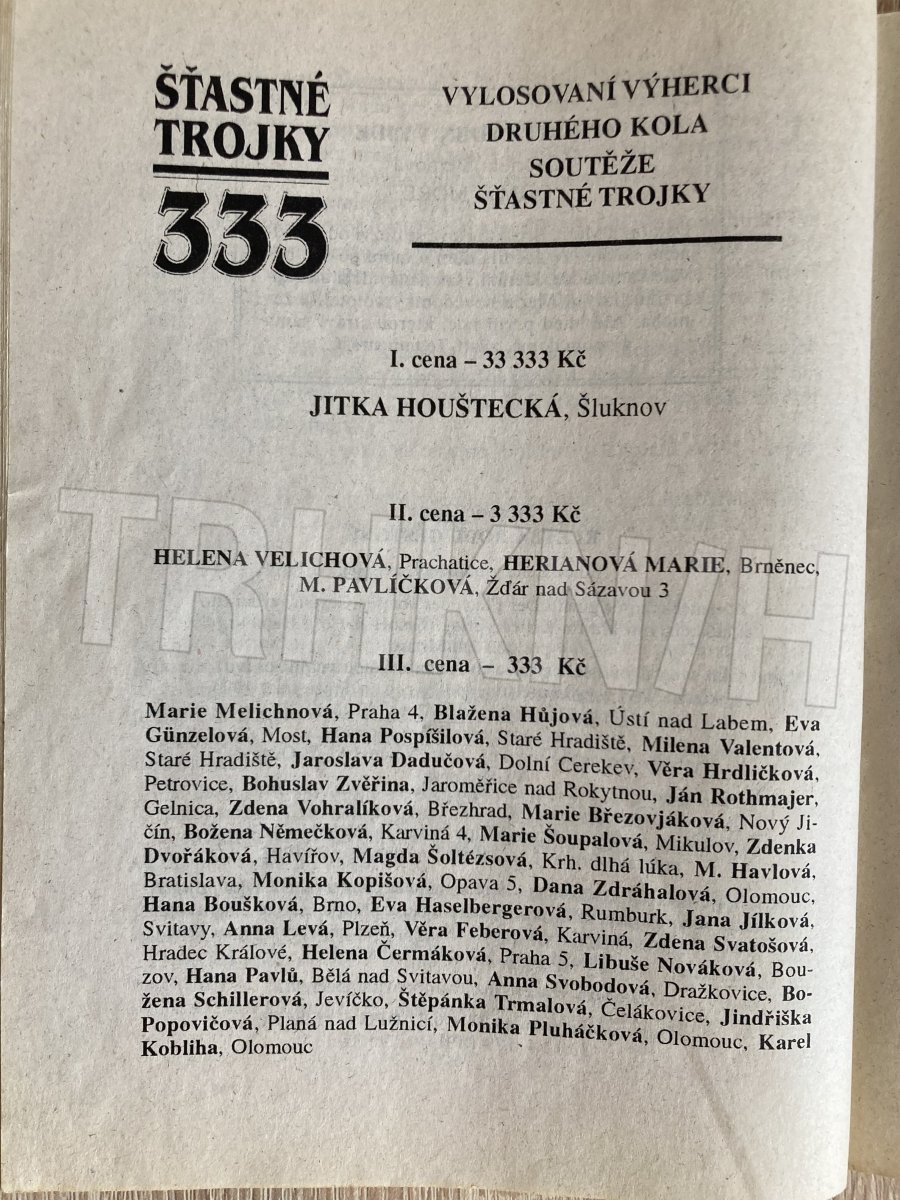 ŠŤASTNÉ
TROJKY
333
VYLOSOVANÍ VÝHERCI
DRUHÉHO KOLA
SOUTĚŽE
ŠŤASTNÉ TROJKY
I. cena – 33 333 Kč
JITKA HOUŠTECKÁ, Šluknov
II. cena – 3 333 Kč
HELENA VELICHOVÁ, Prachatice, HERIANOVÁ MARIE, Brněnec,
M. PAVLÍČKOVÁ, Žďár nad Sázavou 3
III. cena – 333 Kč
Marie Melichnová, Praha 4, Blažena Hůjová, Ústí nad Labem, Eva
Günzelová, Most, Hana Pospíšilová, Staré Hradiště, Milena Valentová,
Staré Hradiště, Jaroslava Dadučová, Dolní Cerekev, Věra Hrdličková,
Petrovice, Bohuslav Zvěřina, Jaroměřice nad Rokytnou, Ján Rothmajer,
Gelnica, Zdena Vohralíková, Březhrad, Marie Březovjáková, Nový Ji-
čín, Božena Němečková, Karviná 4, Marie Šoupalová, Mikulov, Zdenka
Dvořáková, Havířov, Magda Šoltézsová, Krh. dlhá lúka, M. Havlová,
Bratislava, Monika Kopišová, Opava 5, Dana Zdráhalová, Olomouc,
Hana Boušková, Brno, Eva Haselbergerová, Rumburk, Jana Jílková,
Svitavy, Anna Levá, Plzeň, Věra Feberová, Karviná, Zdena Svatošová,
Hradec Králové, Helena Čermáková, Praha 5, Libuše Nováková, Bou-
zov, Hana Pavlů, Bělá nad Svitavou, Anna Svobodová, Dražkovice, Bo-
žena Schillerová, Jevíčko, Štěpánka Trmalová, Čelákovice, Jindřiška
Popovičová, Planá nad Lužnicí, Monika Pluháčková, Olomouc, Karel
Kobliha, Olomouc
TRHKNIH